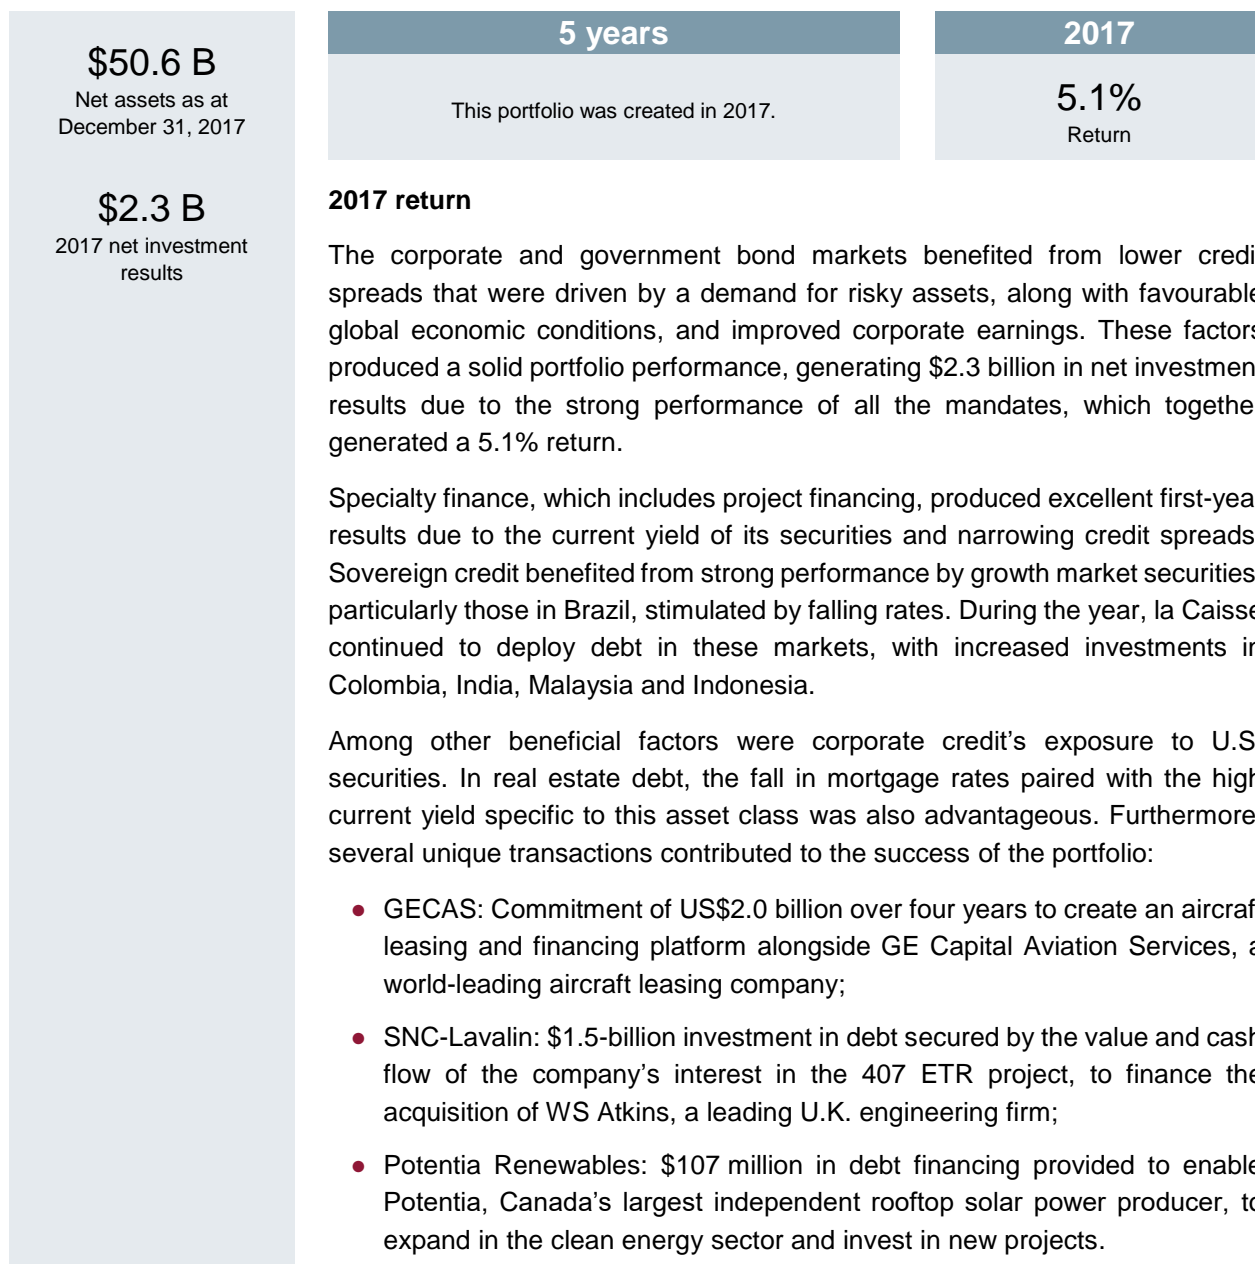 $50.6 B
Net assets as at
December 31, 2017
$2.3 B
2017 net investment
results
5 years
This portfolio was created in 2017.
2017
5.1%
Return
2017 return
The corporate and government bond markets benefited from lower credi
spreads that were driven by a demand for risky assets, along with favourable
global economic conditions, and improved corporate earnings. These factors
produced a solid portfolio performance, generating $2.3 billion in net investmen
results due to the strong performance of all the mandates, which togethe
generated a 5.1% return.
Specialty finance, which includes project financing, produced excellent first-yea
results due to the current yield of its securities and narrowing credit spreads
Sovereign credit benefited from strong performance by growth market securities
particularly those in Brazil, stimulated by falling rates. During the year, la Caisse
continued to deploy debt in these markets, with increased investments in
Colombia, India, Malaysia and Indonesia.
Among other beneficial factors were corporate credit’s exposure to U.S
securities. In real estate debt, the fall in mortgage rates paired with the high
current yield specific to this asset class was also advantageous. Furthermore
several unique transactions contributed to the success of the portfolio:
● GECAS: Commitment of US$2.0 billion over four years to create an aircraf
leasing and financing platform alongside GE Capital Aviation Services, a
world-leading aircraft leasing company;
● SNC-Lavalin: $1.5-billion investment in debt secured by the value and cash
flow of the company’s interest in the 407 ETR project, to finance the
acquisition of WS Atkins, a leading U.K. engineering firm;
● Potentia Renewables: $107 million in debt financing provided to enable
Potentia, Canada’s largest independent rooftop solar power producer, to
expand in the clean energy sector and invest in new projects.